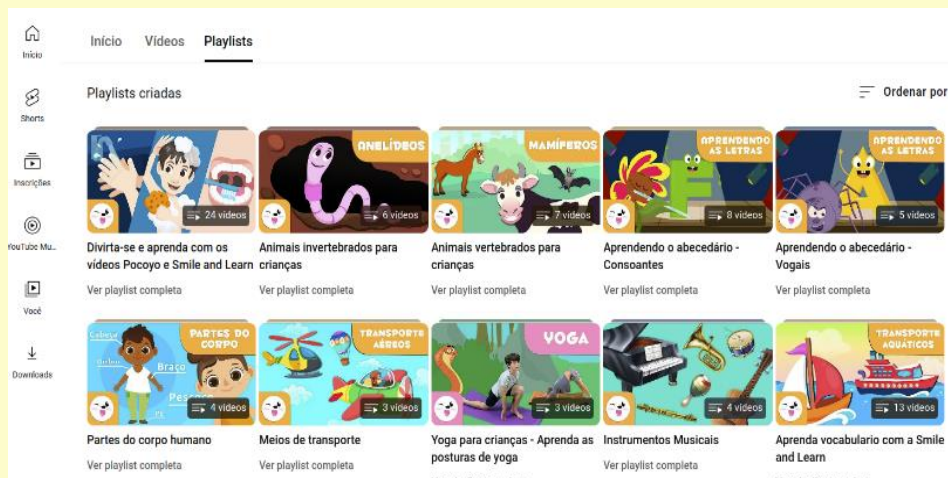 Início
Vídeos
Playlists
Início
Shorts
Inscrições
YouTube Mu...
Você
Downloads
Playlists criadas
Ordenar por
24 vídeos
ANELÍDEOS
6 vídeos
MAMÍFEROS
7 vídeos
APRENDENDO
AS LETRAS
8 vídeos
APRENDENDO
AS LETRAS
5 vídeos
Divirta-se e aprenda com os
vídeos Pocoyo e Smile and Learn
Ver playlist completa
Animais invertebrados para
crianças
Ver playlist completa
Animais vertebrados para
crianças
Ver playlist completa
Aprendendo o abecedário -
Consoantes
Ver playlist completa
Aprendendo o abecedário -
Vogais
Ver playlist completa
Cabeça
Braço
PARTES DO
CORPO
4 vídeos
TRANSPORTE
AÉREOS
3 vídeos
YOGA
3 vídeos
4 vídeos
TRANSPORTE
AQUÁTICOS
13 vídeos
Partes do corpo humano
Ver playlist completa
Meios de transporte
Ver playlist completa
Yoga para crianças - Aprenda as
posturas de yoga
Instrumentos Musicais
Ver playlist completa
Aprenda vocabulario com a Smile
and Learn